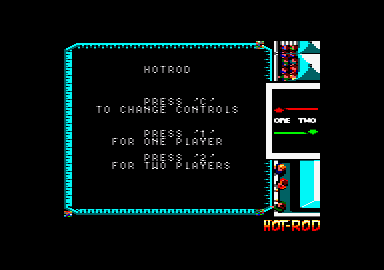 HOTROD
PRESS 'C'
TO CHANGE CONTROLS
PRESS '1'
FOR ONE PLAYER
PRESS '2'
FOR TWO PLAYERS
ONE TWO
HOT-ROD